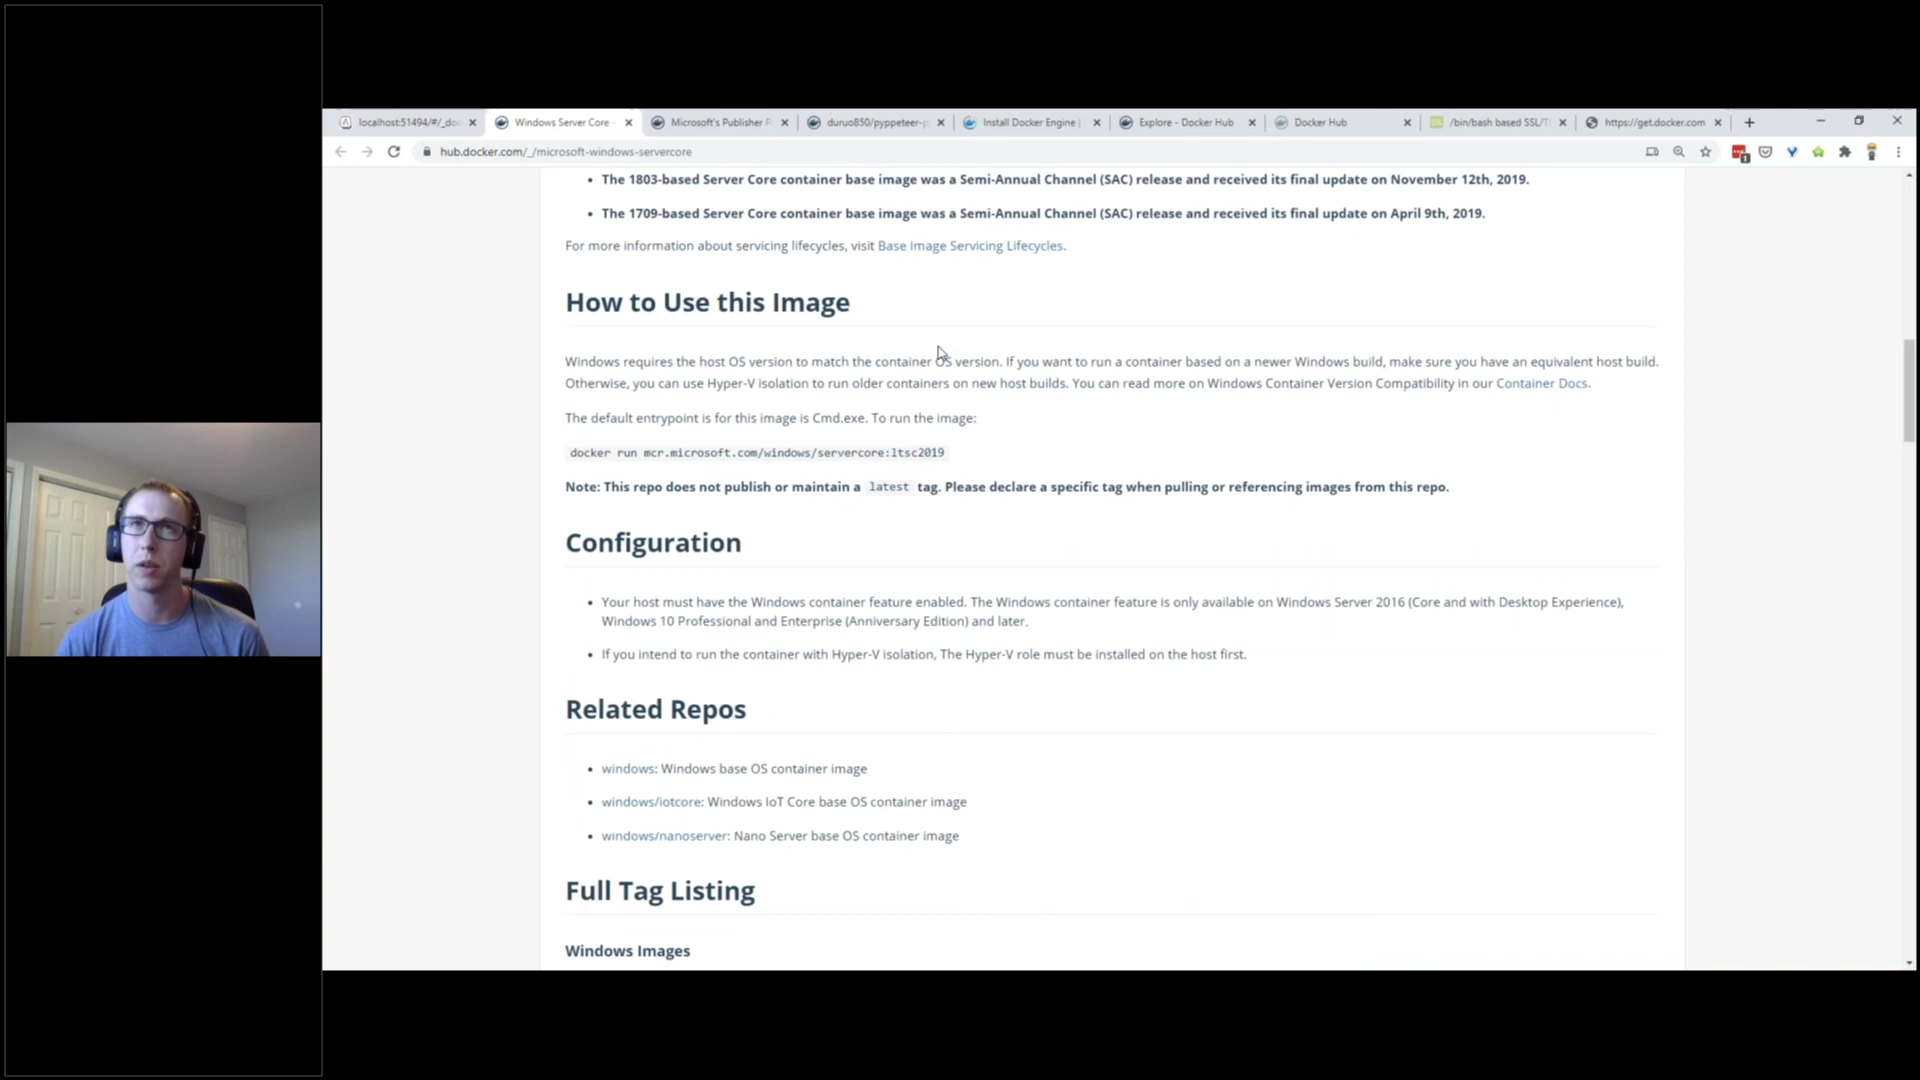 localhost:51494/#/_do
Windows Server Core -
Microsoft's Publisher P
duruo850/pyppeteer-p
Install Docker Engine |
Explore - Docker Hub
Docker Hub
/bin/bash based SSL/T
https://get.docker.com
hub.docker.com/_/microsoft-windows-servercore
• The 1803-based Server Core container base image was a Semi-Annual Channel (SAC) release and received its final update on November 12th, 2019.
• The 1709-based Server Core container base image was a Semi-Annual Channel (SAC) release and received its final update on April 9th, 2019.
For more information about servicing lifecycles, visit Base Image Servicing Lifecycles.
How to Use this Image
Windows requires the host OS version to match the container OS version. If you want to run a container based on a newer Windows build, make sure you have an equivalent host build.
Otherwise, you can use Hyper-V isolation to run older containers on new host builds. You can read more on Windows Container Version Compatibility in our Container Docs.
The default entrypoint is for this image is Cmd.exe. To run the image:
docker run mcr.microsoft.com/windows/servercore:ltsc2019
Note: This repo does not publish or maintain a latest tag. Please declare a specific tag when pulling or referencing images from this repo.
Configuration
• Your host must have the Windows container feature enabled. The Windows container feature is only available on Windows Server 2016 (Core and with Desktop Experience),
Windows 10 Professional and Enterprise (Anniversary Edition) and later.
• If you intend to run the container with Hyper-V isolation, The Hyper-V role must be installed on the host first.
Related Repos
• windows: Windows base OS container image
• windows/iotcore: Windows IoT Core base OS container image
• windows/nanoserver: Nano Server base OS container image
Full Tag Listing
Windows Images